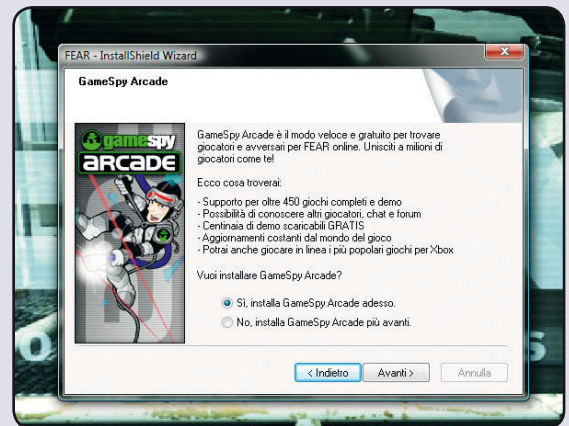 FEAR - InstallShield Wizard
GameSpy Arcade
gamespy
ARCADE
GameSpy Arcade è il modo veloce e gratuito per trovare
giocatori e avversari per FEAR online. Unisciti a milioni di
giocatori come te!
Ecco cosa troverai:
- Supporto per oltre 450 giochi completi e demo
- Possibilità di conoscere altri giocatori, chat e forum
- Centinaia di demo scaricabili GRATIS
- Aggiornamenti costanti dal mondo del gioco
- Potrai anche giocare in linea i più popolari giochi per Xbox
Vuoi installare GameSpy Arcade?
Sì, installa GameSpy Arcade adesso.
No, installa GameSpy Arcade più avanti.
< Indietro
Avanti >
Annulla